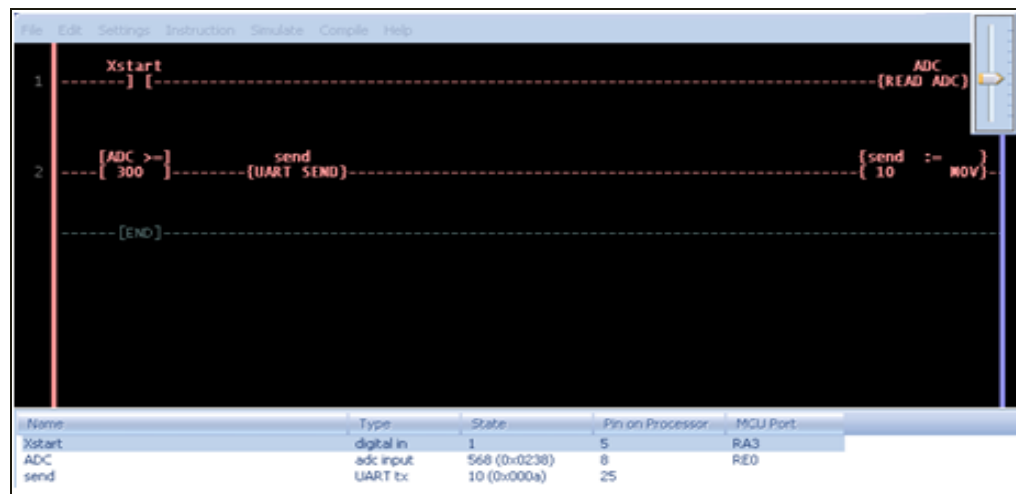 File Edit Settings Instruction Simulate Compile Help
Xstart ADC
1 -------] [-------{READ ADC}
[ADC >=] send {send := }
2 ----[ 300 ]--------{UART SEND}-------{ 10 MOV}-
------[END]-------
Name Type State Pin on Processor MCU Port
Xstart digital in 1 5 RA3
ADC adc input 568 (0x0238) 8 RE0
send UART tx 10 (0x000a) 25